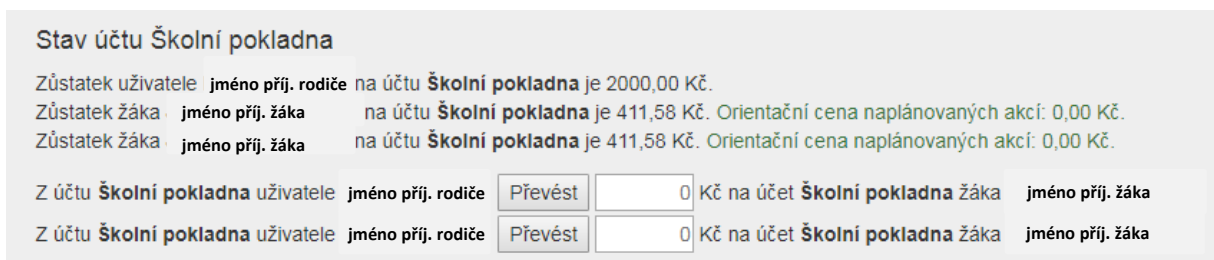 Stav účtu Školní pokladna
Zůstatek uživatele jméno příj. rodiče na účtu Školní pokladna je 2000,00 Kč.
Zůstatek žáka jméno příj. žáka na účtu Školní pokladna je 411,58 Kč. Orientační cena naplánovaných akcí: 0,00 Kč.
Zůstatek žáka jméno příj. žáka na účtu Školní pokladna je 411,58 Kč. Orientační cena naplánovaných akcí: 0,00 Kč.
Z účtu Školní pokladna uživatele jméno příj. rodiče Převést 0 Kč na účet Školní pokladna žáka jméno příj. žáka
Z účtu Školní pokladna uživatele jméno příj. rodiče Převést 0 Kč na účet Školní pokladna žáka jméno příj. žáka